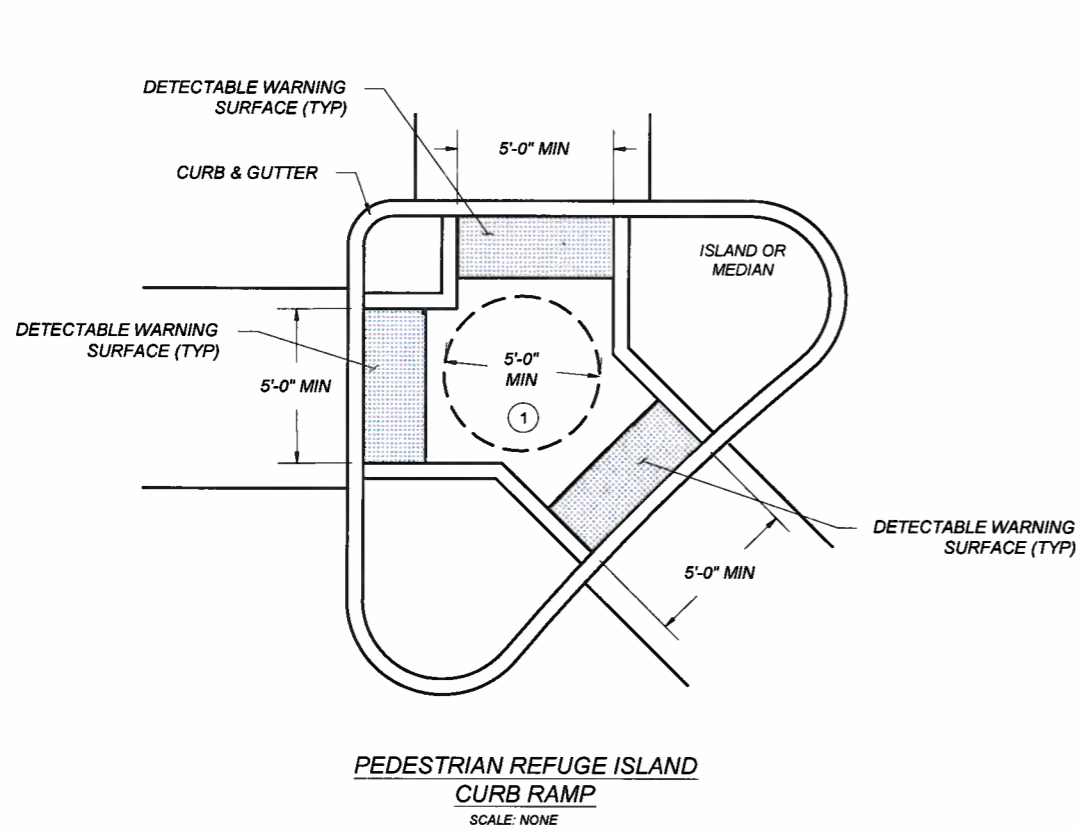 DETECTABLE WARNING
SURFACE (TYP)
5'-0" MIN
CURB & GUTTER
ISLAND OR
MEDIAN
DETECTABLE WARNING
SURFACE (TYP)
5'-0" MIN
5'-0"
MIN
1
DETECTABLE WARNING
SURFACE (TYP)
5'-0" MIN
PEDESTRIAN REFUGE ISLAND
CURB RAMP
SCALE: NONE